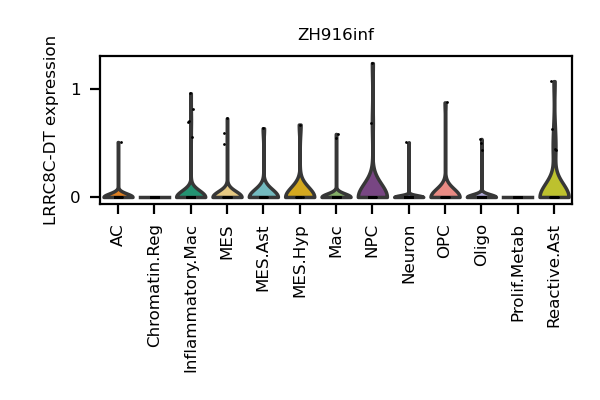 ZH916inf
LRRC8C-DT expression
1
0
AC
Chromatin.Reg
Inflammatory.Mac
MES
MES.Ast
MES.Hyp
Mac
NPC
Neuron
OPC
Oligo
Prolif.Metab
Reactive.Ast